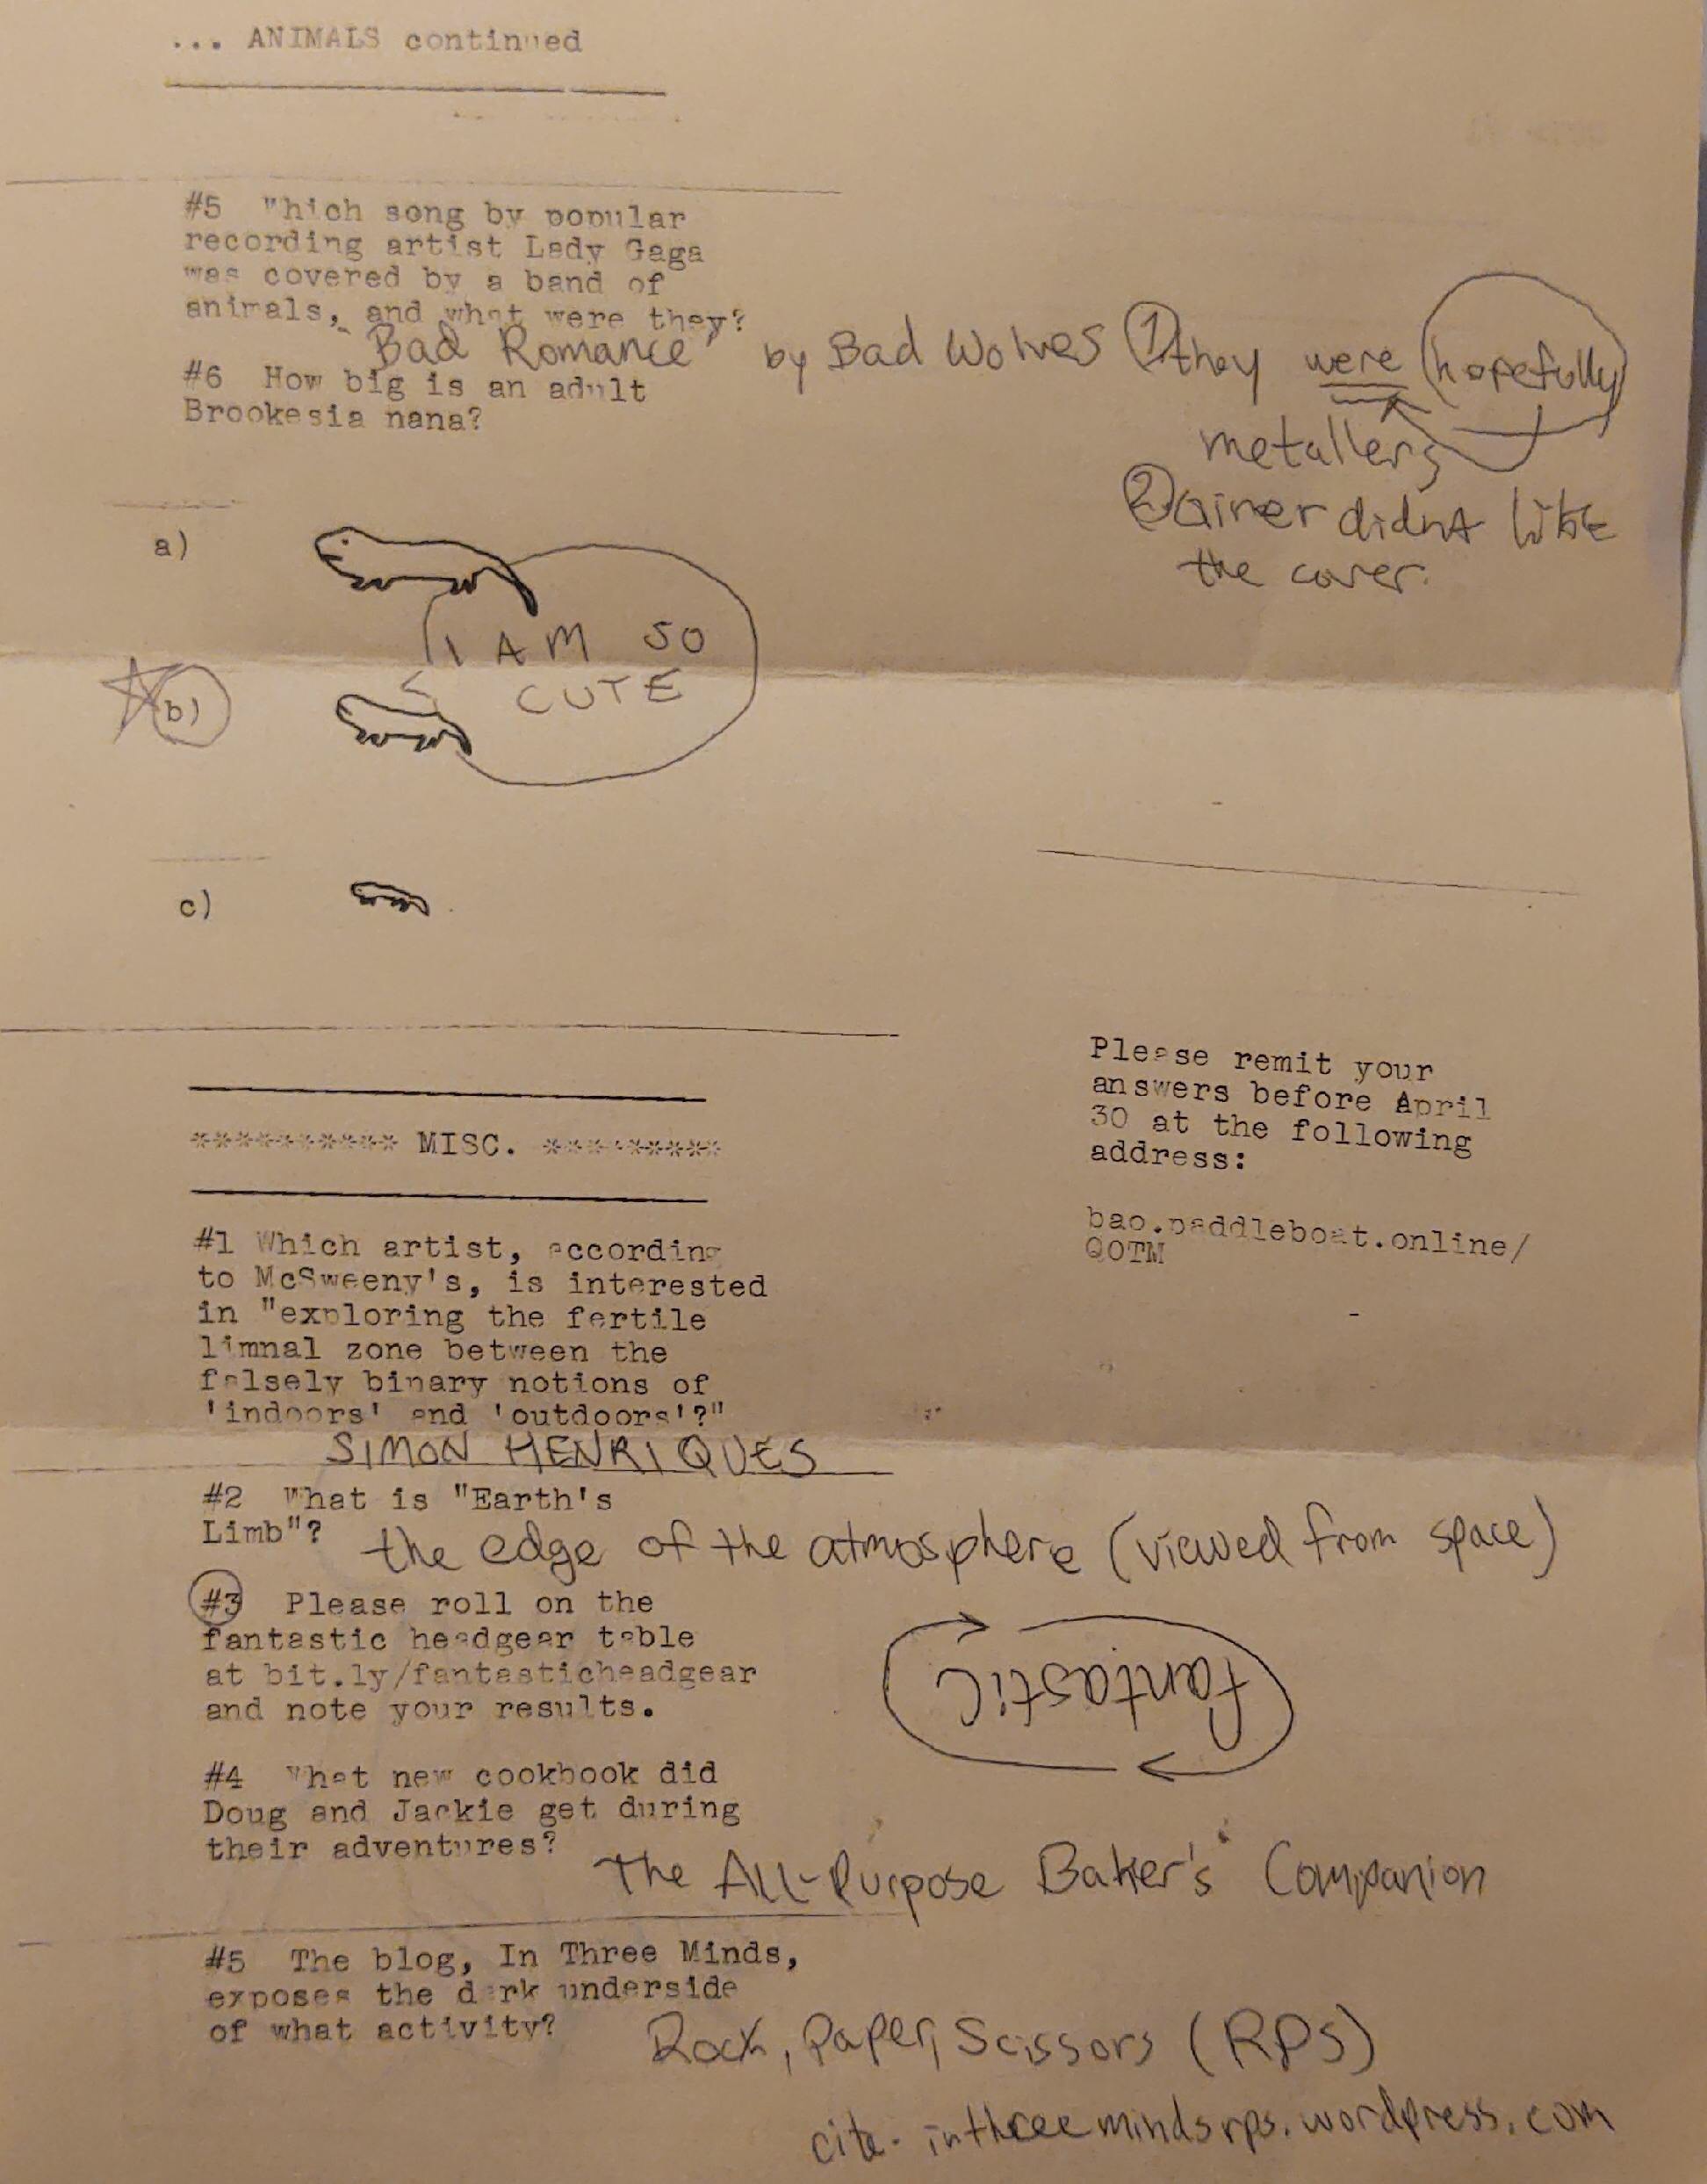 ... ANIMALS continued
#5 Which song by popular
recording artist Lady Gaga
was covered by a band of
animals, and what were they?
"Bad Romance" by Bad Wolves ① they were hopefully
metallers
② ainer didnt like
the cover.
#6 How big is an adult
Brookesia nana?
a)
I AM SO
CUTE
b)
c)
********** MISC. *********
#1 Which artist, according
to McSweeny's, is interested
in "exploring the fertile
limnal zone between the
falsely binary notions of
'indoors' and 'outdoors'?"
SIMON HENRIQUES
#2 What is "Earth's
Limb"?
the edge of the atmosphere (viewed from space)
#3 Please roll on the
fantastic headgear table
at bit.ly/fantasticheadgear
and note your results.
fantastic
#4 What new cookbook did
Doug and Jackie get during
their adventures?
The All-Purpose Baker's Companion
#5 The blog, In Three Minds,
exposes the dark underside
of what activity?
Rock, Paper, Scissors (RPS)
cite. inthreemindsrps.wordpress.com
Please remit your
answers before April
30 at the following
address:
bao.paddleboat.online/
QOTM